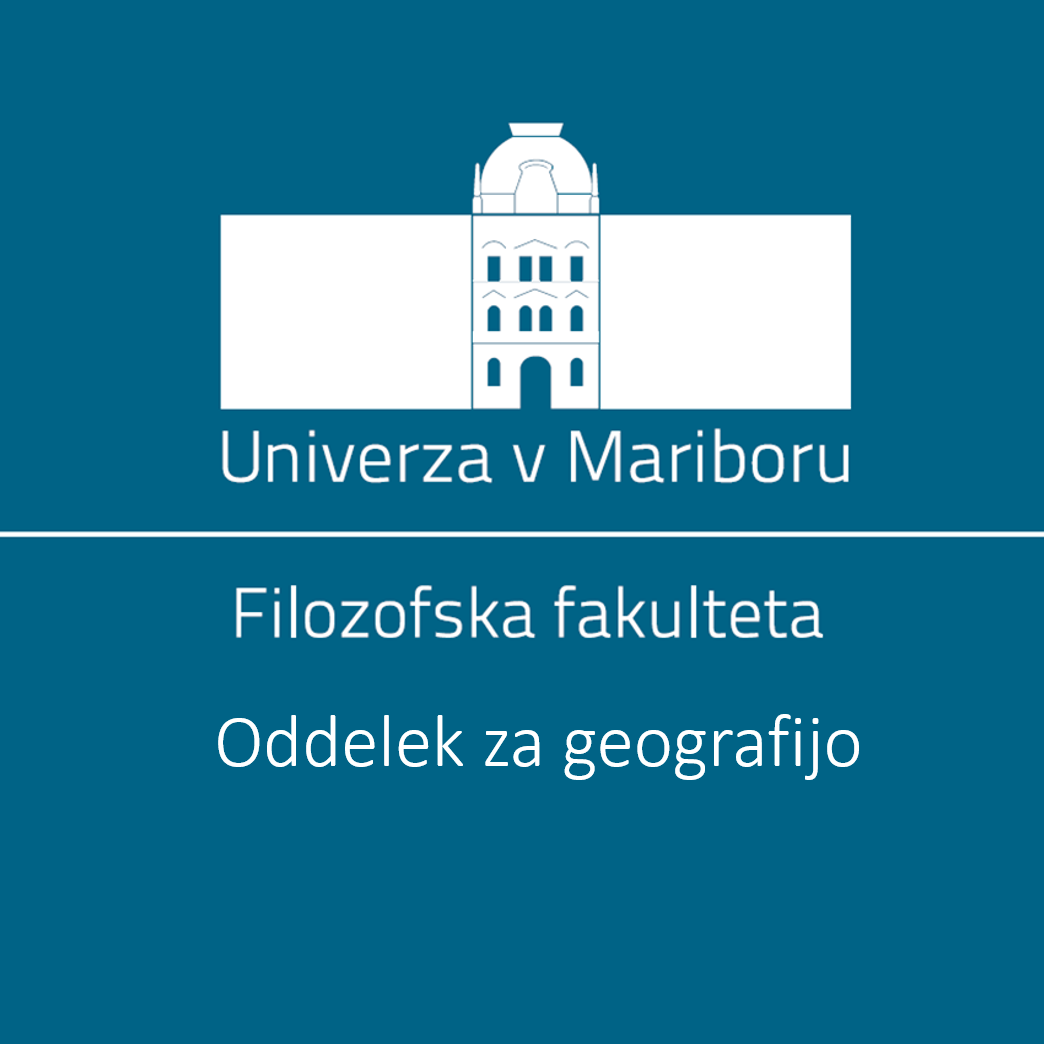 Univerza v Mariboru
Filozofska fakulteta
Oddelek za geografijo